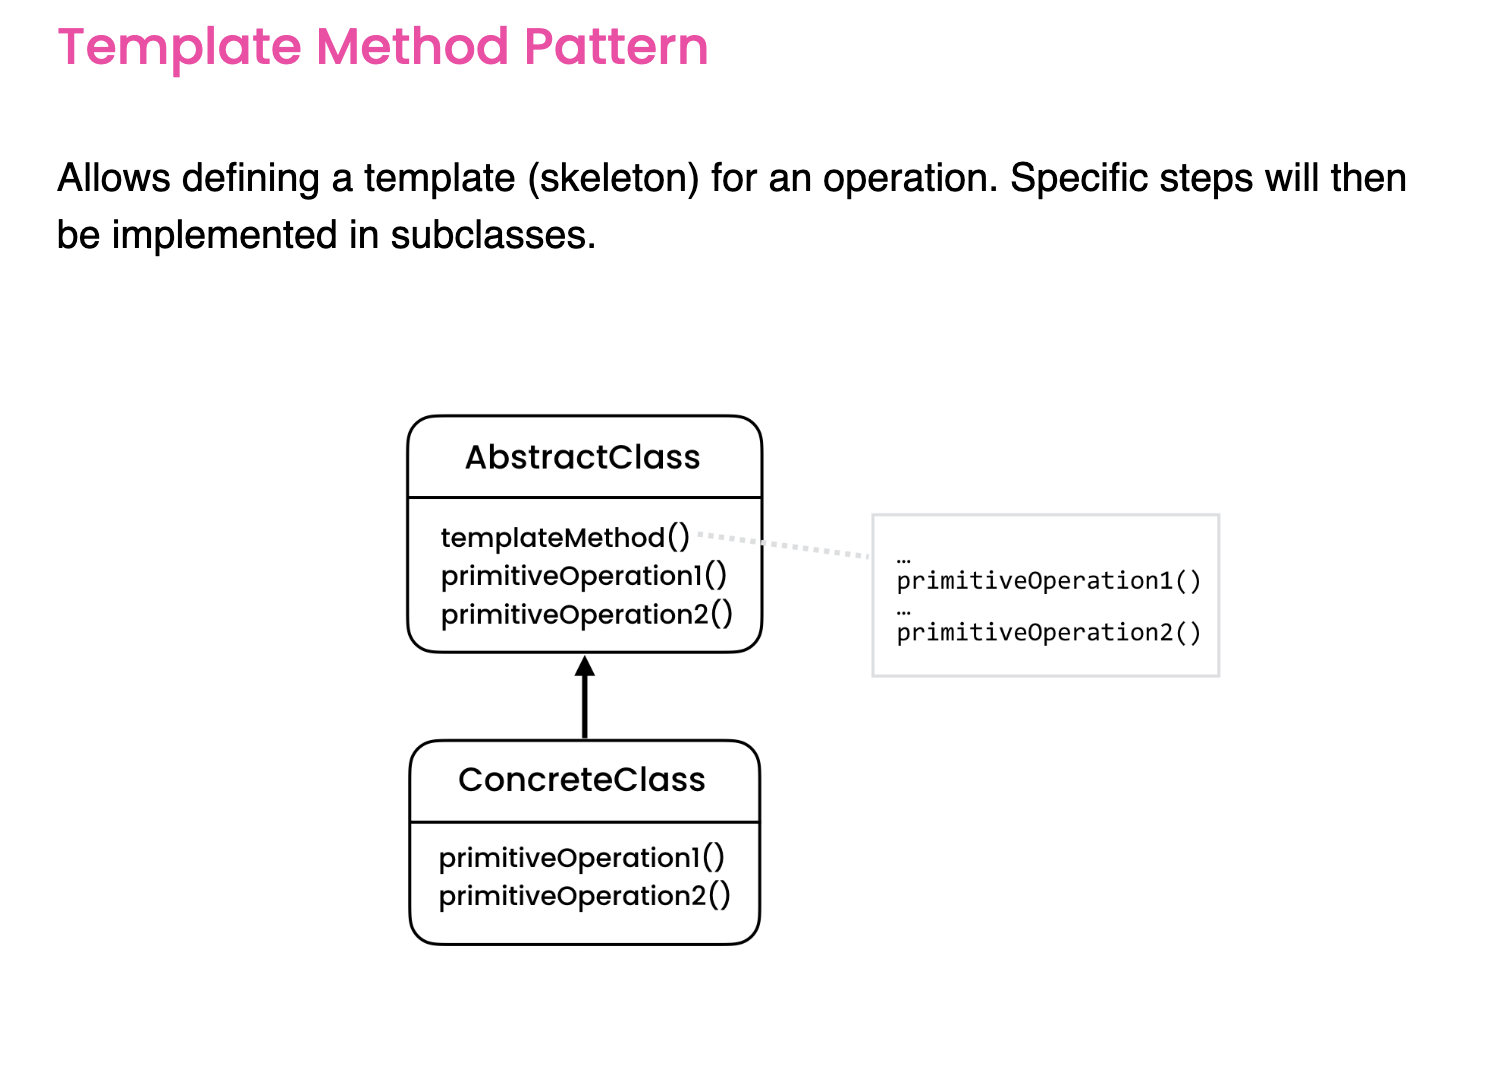 Template Method Pattern
Allows defining a template (skeleton) for an operation. Specific steps will then
be implemented in subclasses.
AbstractClass
templateMethod()
primitiveOperation1()
primitiveOperation2()
…
primitiveOperation1()
…
primitiveOperation2()
ConcreteClass
primitiveOperation1()
primitiveOperation2()